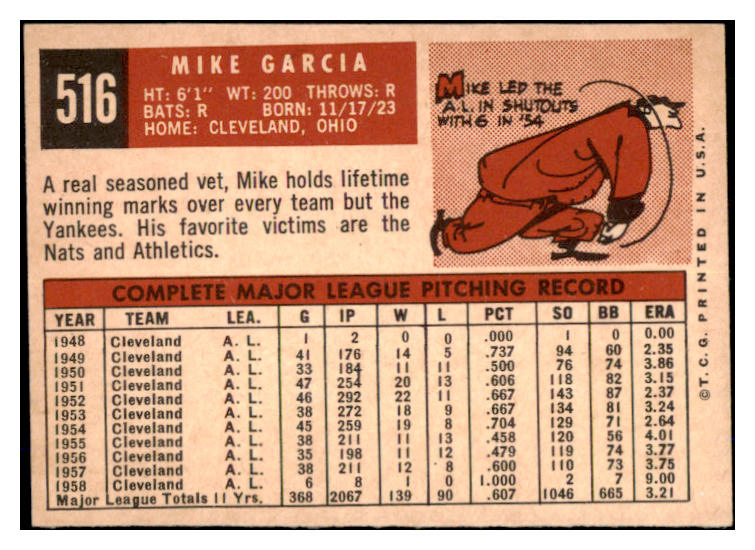 516
MIKE GARCIA
HT: 6'1" WT: 200 THROWS: R
BATS: R BORN: 11/17/23
HOME: CLEVELAND, OHIO
MIKE LED THE
A.L. IN SHUTOUTS
WITH 6 IN '54
A real seasoned vet, Mike holds lifetime
winning marks over every team but the
Yankees. His favorite victims are the
Nats and Athletics.
COMPLETE MAJOR LEAGUE PITCHING RECORD
YEAR TEAM LEA. G IP W L PCT SO BB ERA
1948 Cleveland A. L. 1 2 0 0 .000 1 0 0.00
1949 Cleveland A. L. 41 176 14 5 .737 94 60 2.35
1950 Cleveland A. L. 33 184 11 11 .500 76 74 3.86
1951 Cleveland A. L. 47 254 20 13 .606 118 82 3.15
1952 Cleveland A. L. 46 292 22 11 .667 143 87 2.37
1953 Cleveland A. L. 38 272 18 9 .667 134 81 3.24
1954 Cleveland A. L. 45 259 19 8 .704 129 71 2.64
1955 Cleveland A. L. 38 211 11 13 .458 120 56 4.01
1956 Cleveland A. L. 35 198 11 12 .479 119 74 3.77
1957 Cleveland A. L. 38 211 12 8 .600 110 73 3.75
1958 Cleveland A. L. 6 8 1 0 1.000 2 7 9.00
Major League Totals 11 Yrs. 368 2067 139 90 .607 1046 665 3.21
© T. C. G. PRINTED IN U.S.A.